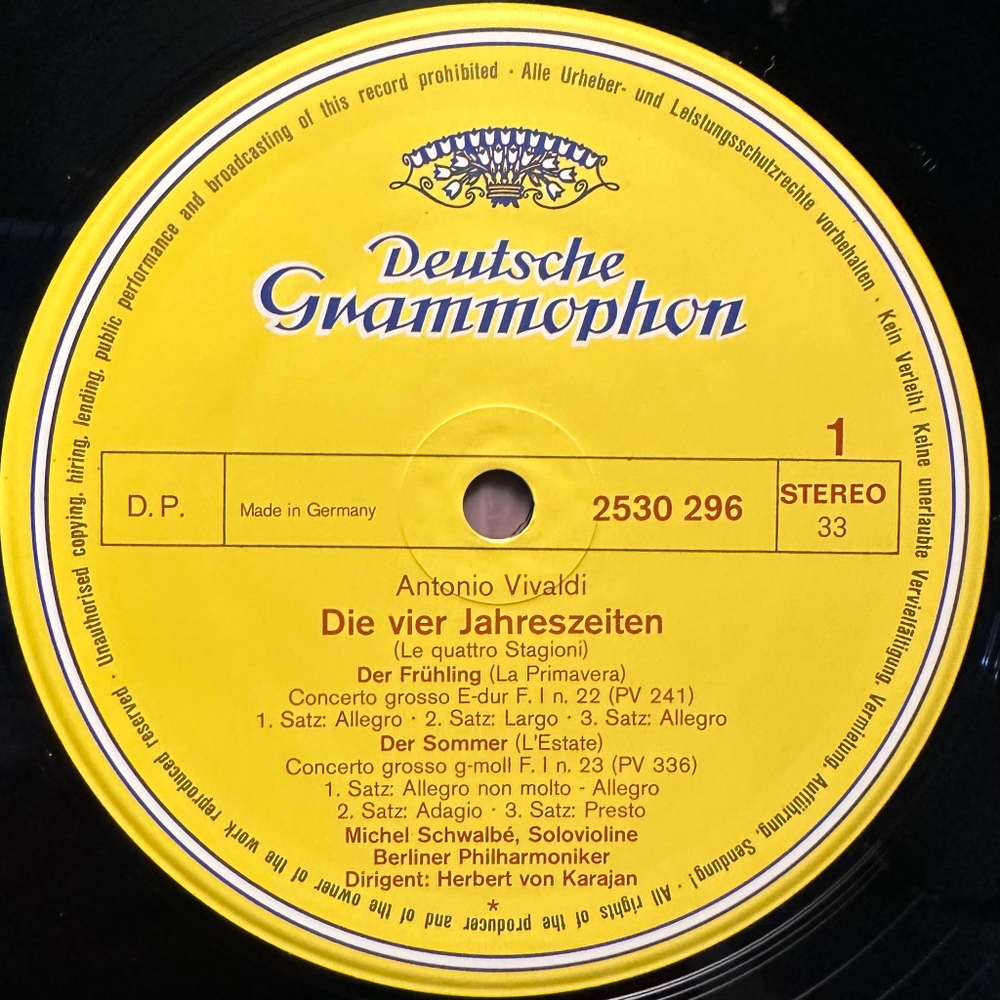 Deutsche
Grammophon
1
D. P.
Made in Germany
2530 296
STEREO
33
Antonio Vivaldi
Die vier Jahreszeiten
(Le quattro Stagioni)
Der Frühling (La Primavera)
Concerto grosso E-dur F. I n. 22 (PV 241)
1. Satz: Allegro · 2. Satz: Largo · 3. Satz: Allegro
Der Sommer (L'Estate)
Concerto grosso g-moll F. I n. 23 (PV 336)
1. Satz: Allegro non molto - Allegro
2. Satz: Adagio · 3. Satz: Presto
Michel Schwalbé, Solovioline
Berliner Philharmoniker
Dirigent: Herbert von Karajan
*
Alle Urheber- und Leistungsschutzrechte vorbehalten · Kein Verleih! Keine unerlaubte Vervielfältigung, Vermietung, Aufführung, Sendung! · All rights of the producer and of the owner of the work reproduced reserved · Unauthorised copying, hiring, lending, public performance and broadcasting of this record prohibited ·